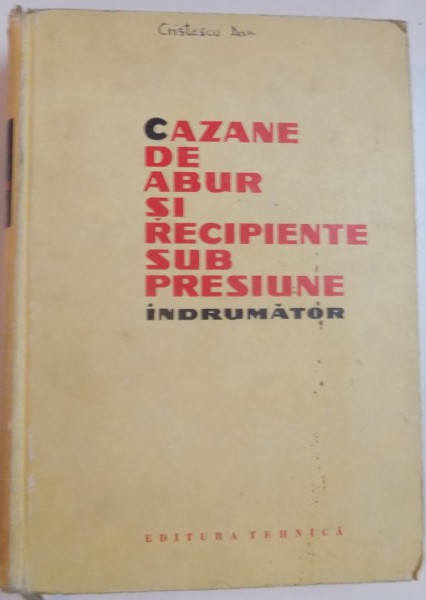 Cristescu Dan
CAZANE
DE
ABUR
ȘI
RECIPIENTE
SUB
PRESIUNE
ÎNDRUMĂTOR
EDITURA TEHNICĂ